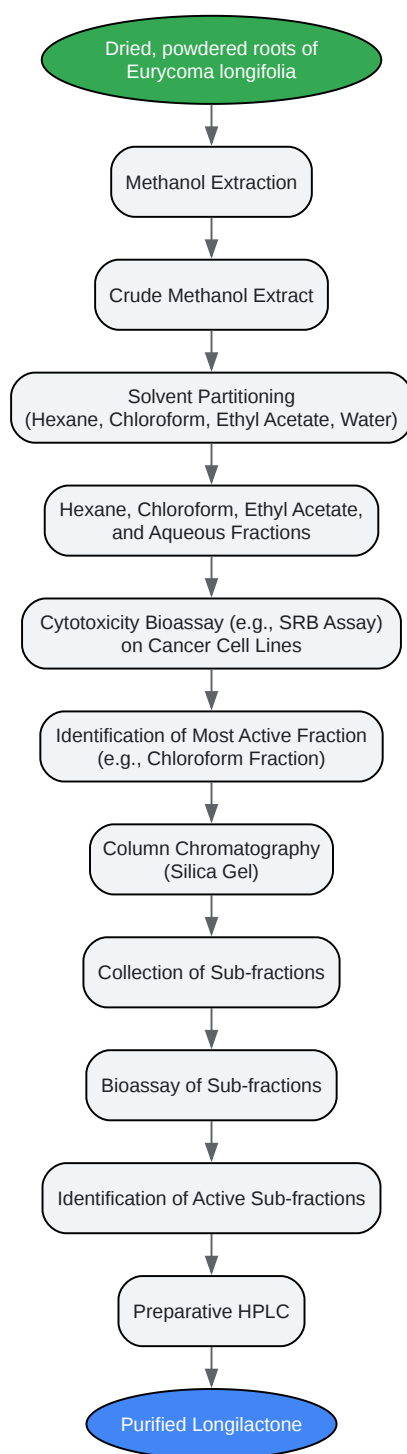 Dried, powdered roots of
Eurycoma longifolia
Methanol Extraction
Crude Methanol Extract
Solvent Partitioning
(Hexane, Chloroform, Ethyl Acetate, Water)
Hexane, Chloroform, Ethyl Acetate,
and Aqueous Fractions
Cytotoxicity Bioassay (e.g., SRB Assay)
on Cancer Cell Lines
Identification of Most Active Fraction
(e.g., Chloroform Fraction)
Column Chromatography
(Silica Gel)
Collection of Sub-fractions
Bioassay of Sub-fractions
Identification of Active Sub-fractions
Preparative HPLC
Purified Longilactone